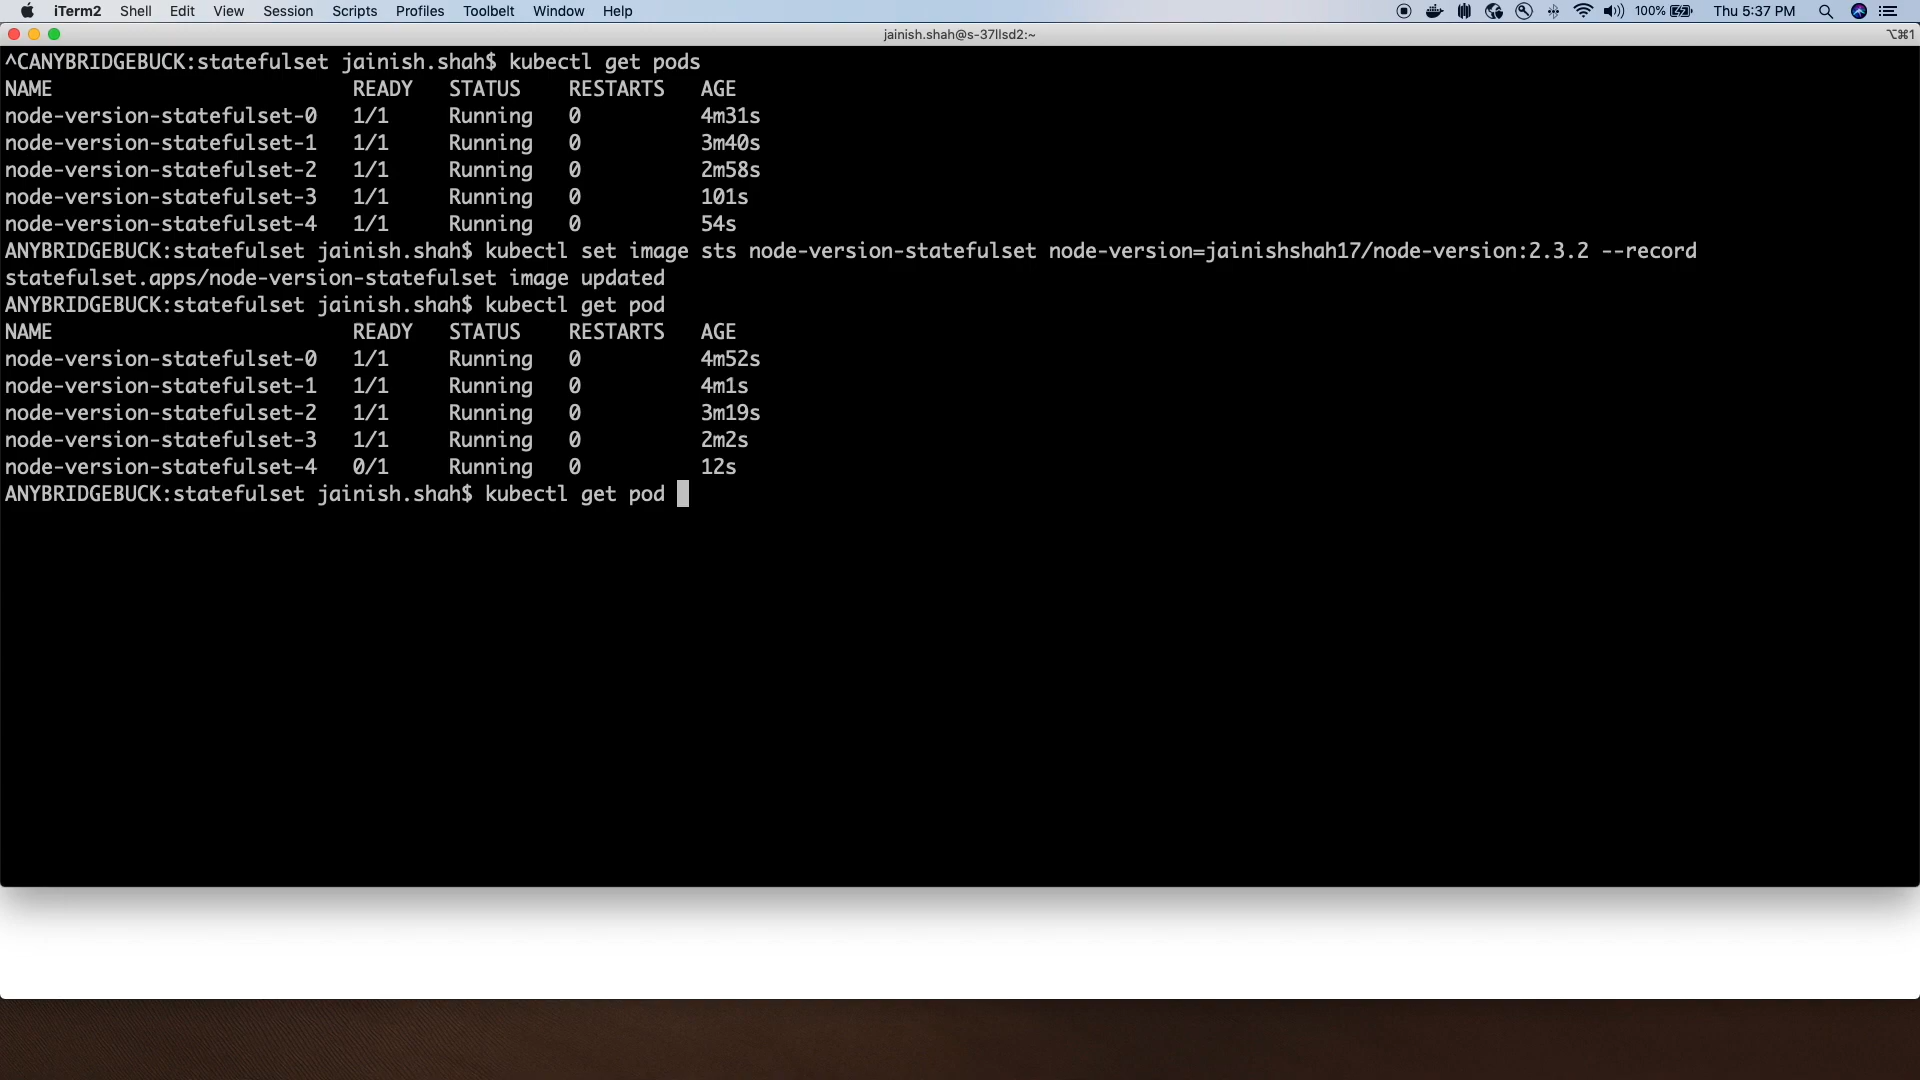 iTerm2 Shell Edit View Session Scripts Profiles Toolbelt Window Help 100% Thu 5:37 PM
jainish.shah@s-37llsd2:~ ⌥⌘1
^CANYBRIDGEBUCK:statefulset jainish.shah$ kubectl get pods
NAME READY STATUS RESTARTS AGE
node-version-statefulset-0 1/1 Running 0 4m31s
node-version-statefulset-1 1/1 Running 0 3m40s
node-version-statefulset-2 1/1 Running 0 2m58s
node-version-statefulset-3 1/1 Running 0 101s
node-version-statefulset-4 1/1 Running 0 54s
ANYBRIDGEBUCK:statefulset jainish.shah$ kubectl set image sts node-version-statefulset node-version=jainishshah17/node-version:2.3.2 --record
statefulset.apps/node-version-statefulset image updated
ANYBRIDGEBUCK:statefulset jainish.shah$ kubectl get pod
NAME READY STATUS RESTARTS AGE
node-version-statefulset-0 1/1 Running 0 4m52s
node-version-statefulset-1 1/1 Running 0 4m1s
node-version-statefulset-2 1/1 Running 0 3m19s
node-version-statefulset-3 1/1 Running 0 2m2s
node-version-statefulset-4 0/1 Running 0 12s
ANYBRIDGEBUCK:statefulset jainish.shah$ kubectl get pod